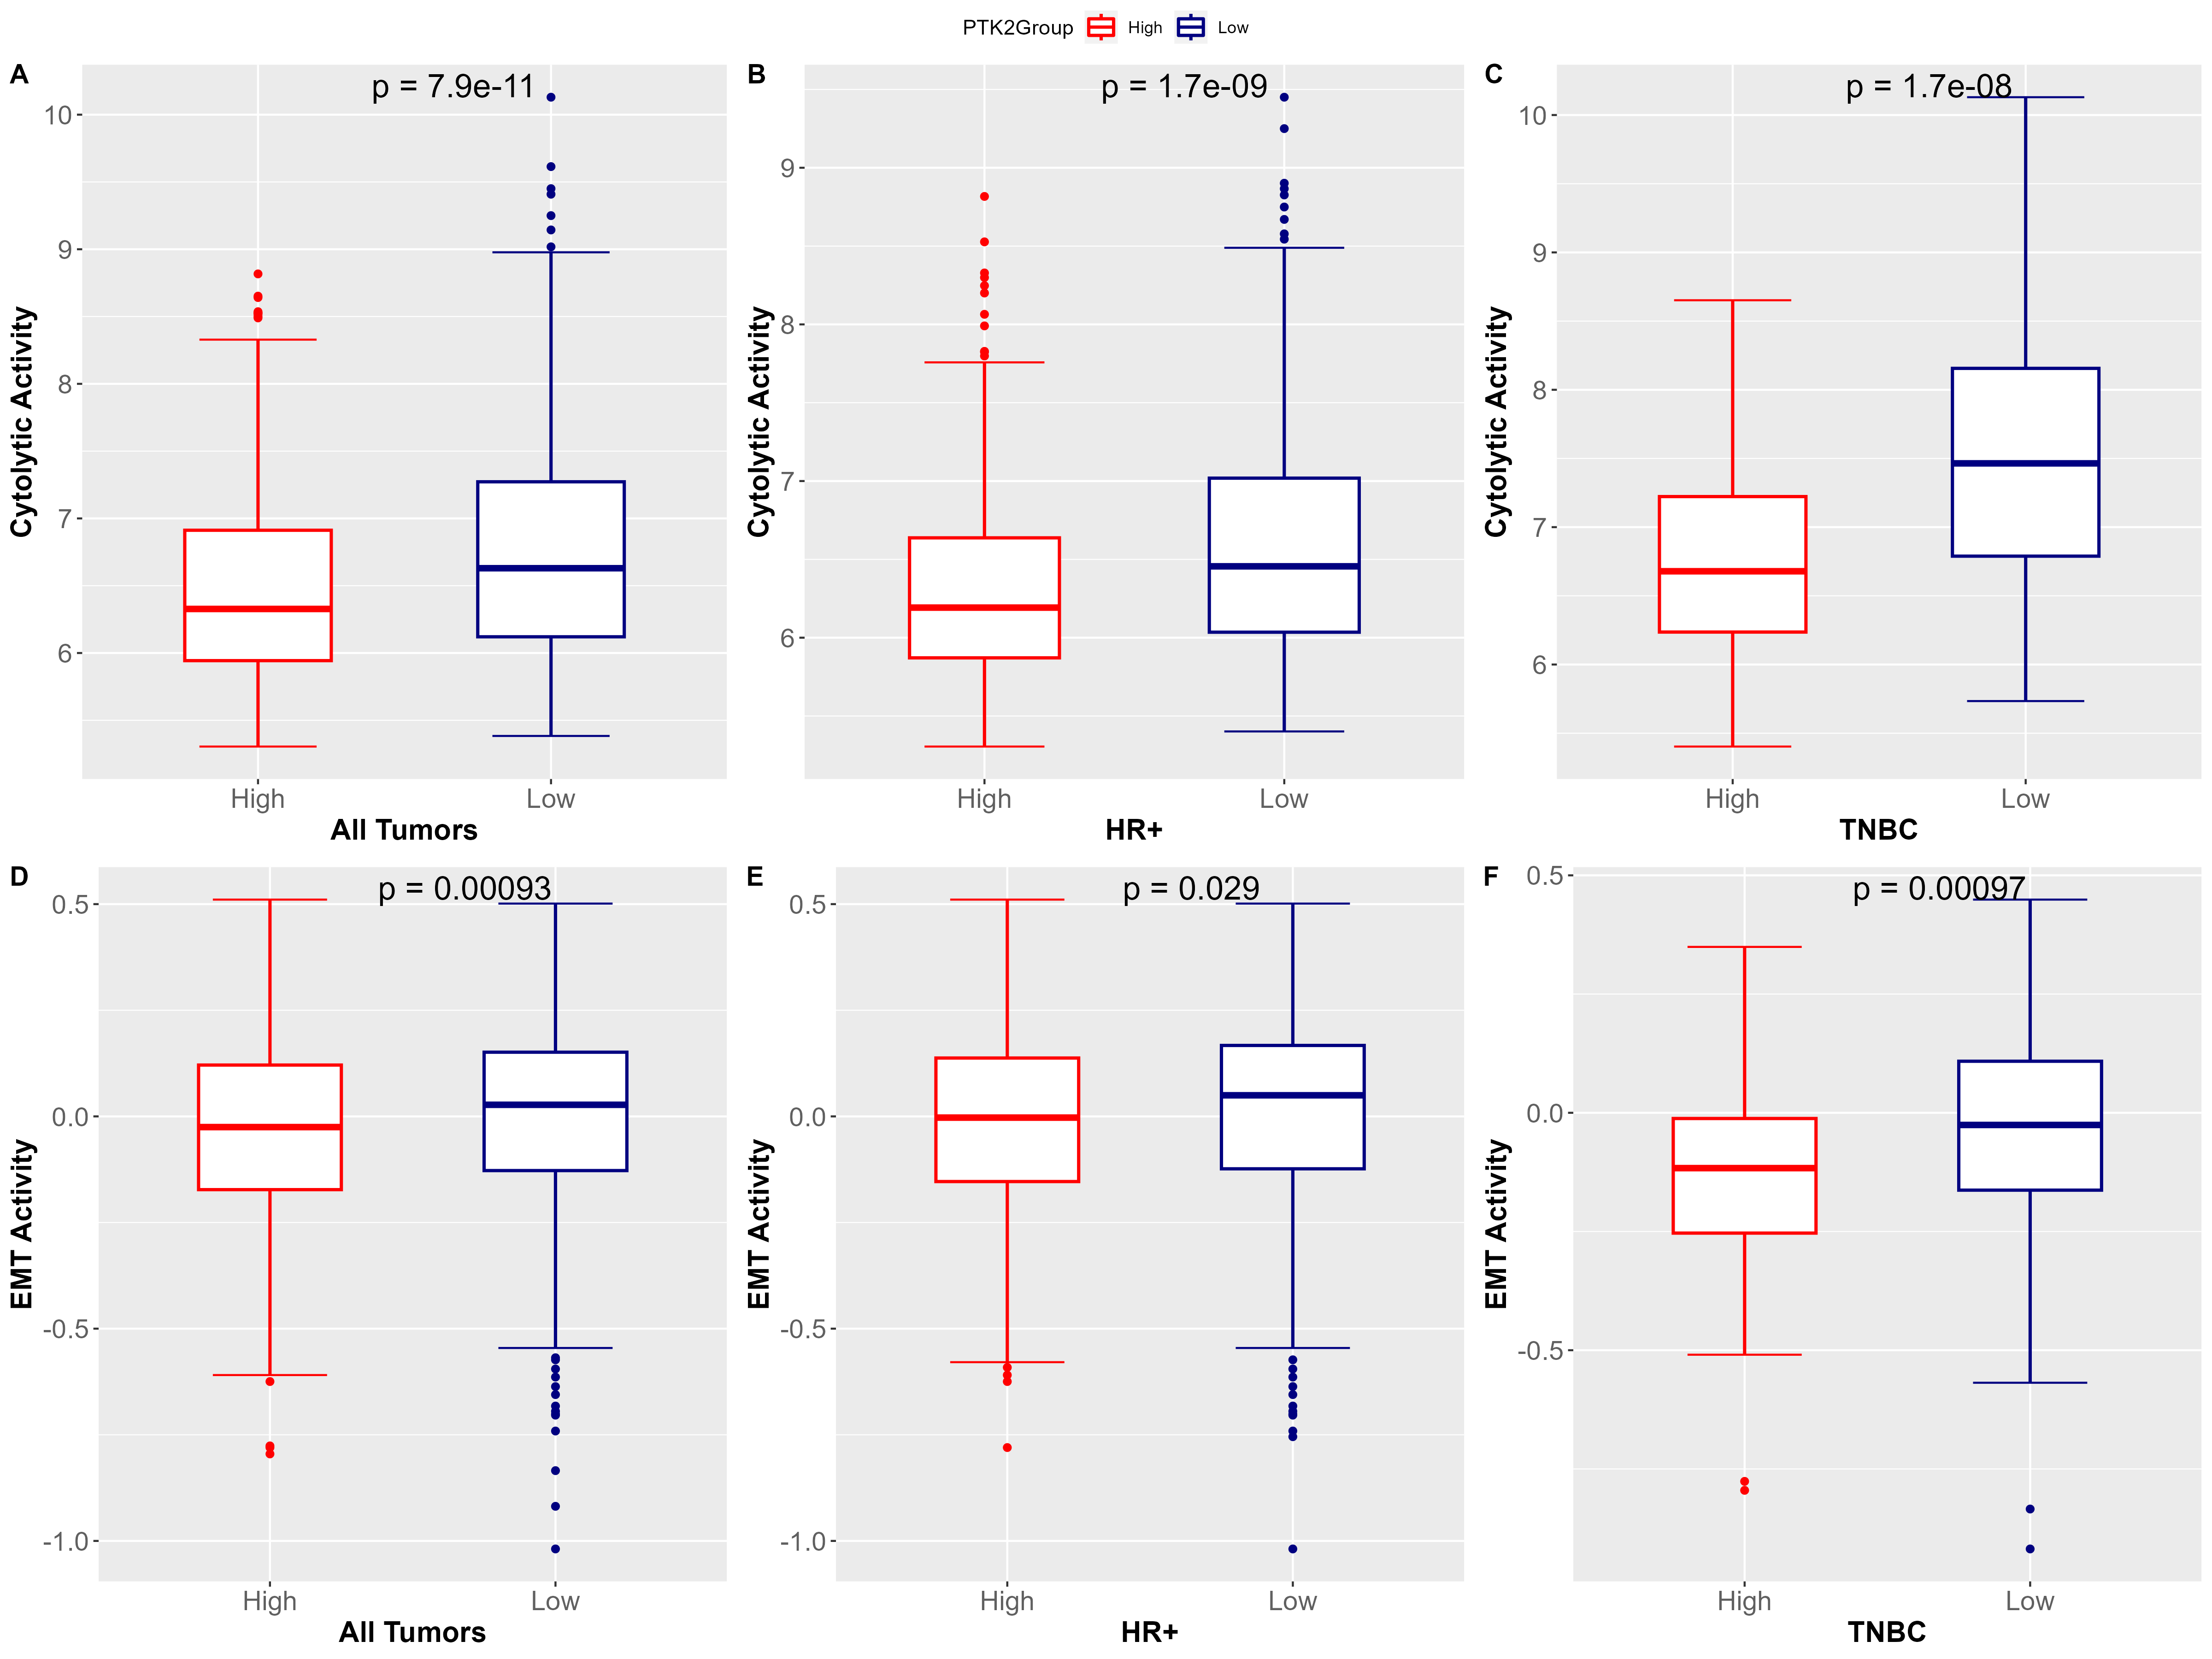 PTK2Group High Low
A
p = 7.9e-11
10
9
8
7
6
Cytolytic Activity
High Low
All Tumors
B
p = 1.7e-09
9
8
7
6
Cytolytic Activity
High Low
HR+
C
p = 1.7e-08
10
9
8
7
6
Cytolytic Activity
High Low
TNBC
D
p = 0.00093
0.5
0.0
-0.5
-1.0
EMT Activity
High Low
All Tumors
E
p = 0.029
0.5
0.0
-0.5
-1.0
EMT Activity
High Low
HR+
F
p = 0.00097
0.5
0.0
-0.5
EMT Activity
High Low
TNBC